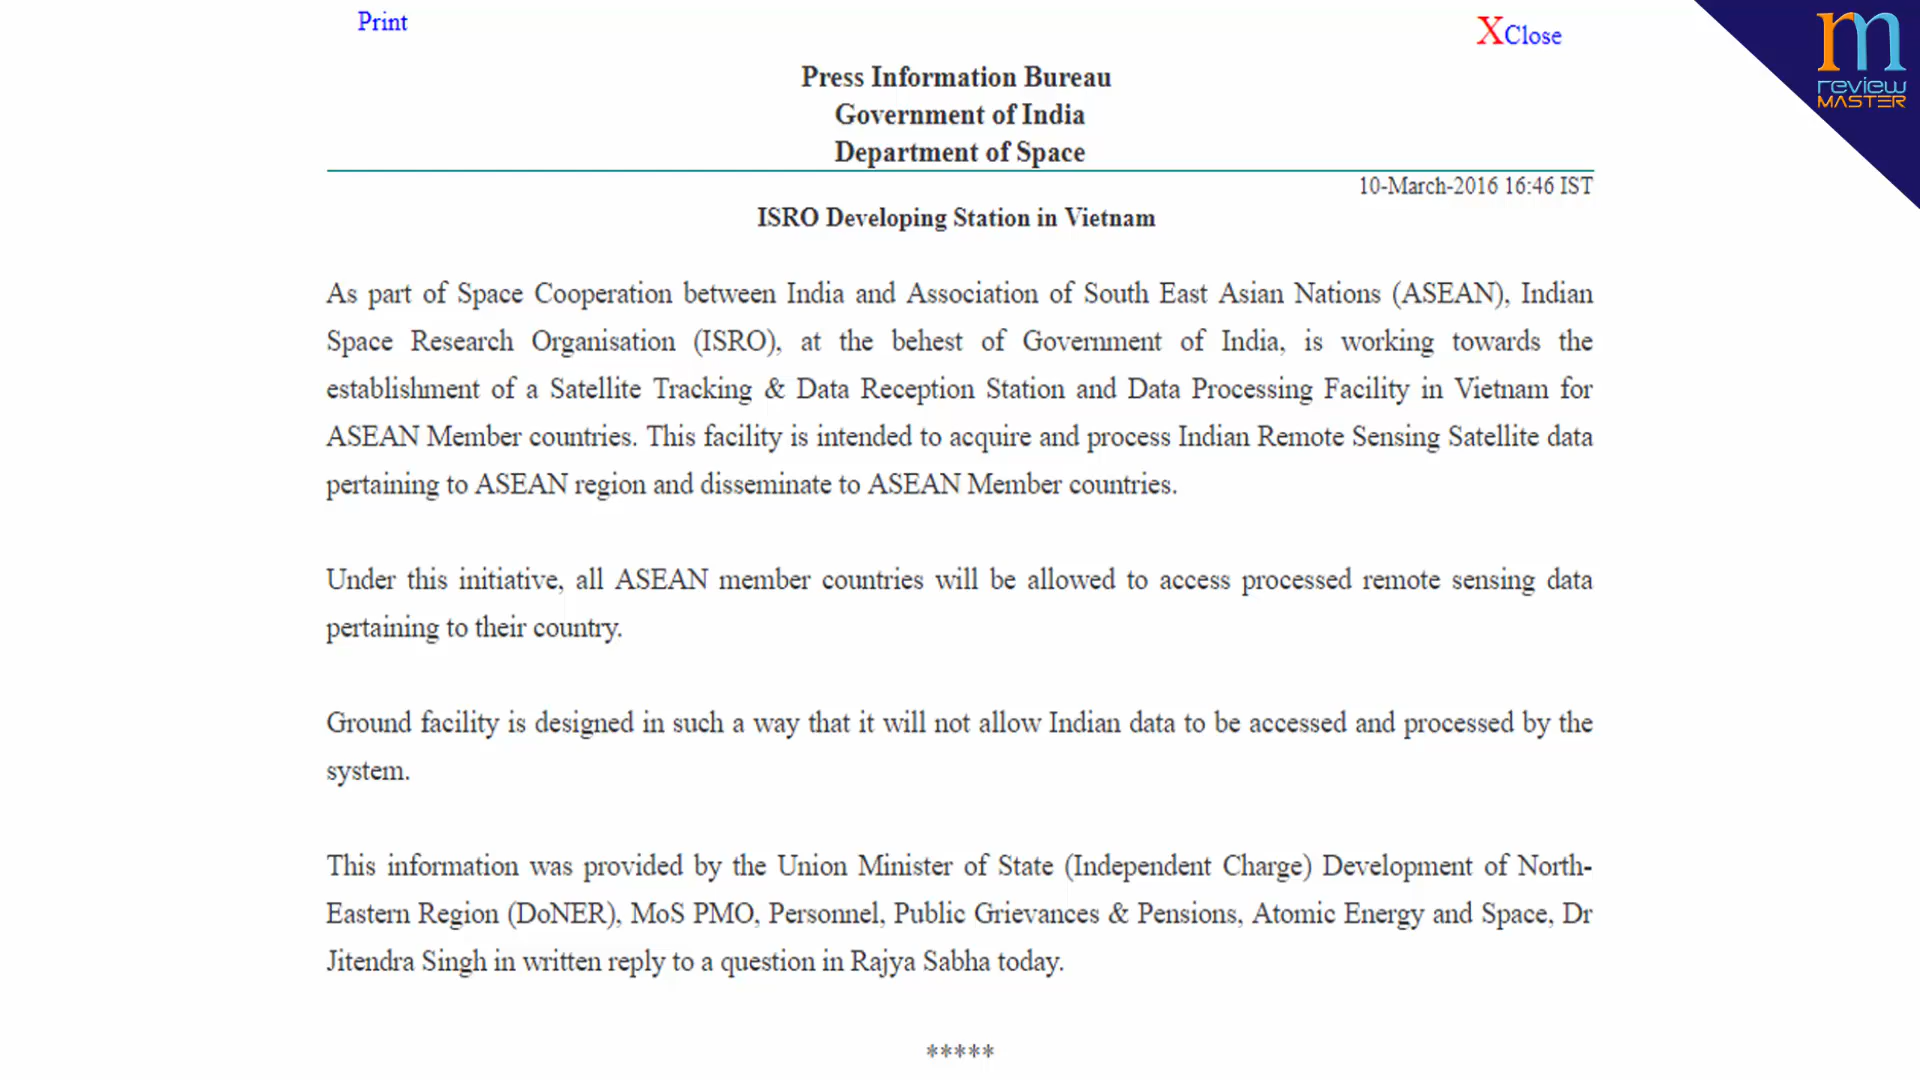 Print
XClose
m
review
MASTER
Press Information Bureau
Government of India
Department of Space
10-March-2016 16:46 IST
ISRO Developing Station in Vietnam
As part of Space Cooperation between India and Association of South East Asian Nations (ASEAN), Indian
Space Research Organisation (ISRO), at the behest of Government of India, is working towards the
establishment of a Satellite Tracking & Data Reception Station and Data Processing Facility in Vietnam for
ASEAN Member countries. This facility is intended to acquire and process Indian Remote Sensing Satellite data
pertaining to ASEAN region and disseminate to ASEAN Member countries.
Under this initiative, all ASEAN member countries will be allowed to access processed remote sensing data
pertaining to their country.
Ground facility is designed in such a way that it will not allow Indian data to be accessed and processed by the
system.
This information was provided by the Union Minister of State (Independent Charge) Development of North-
Eastern Region (DoNER), MoS PMO, Personnel, Public Grievances & Pensions, Atomic Energy and Space, Dr
Jitendra Singh in written reply to a question in Rajya Sabha today.
*****